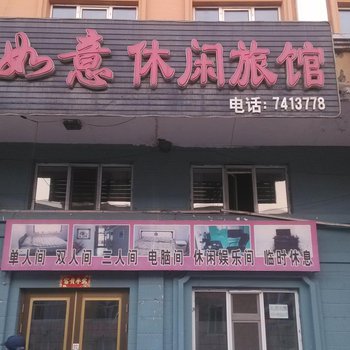 如意休闲旅馆
电话：7413778
单人间 双人间 三人间 电脑间 休闲娱乐间 临时休息